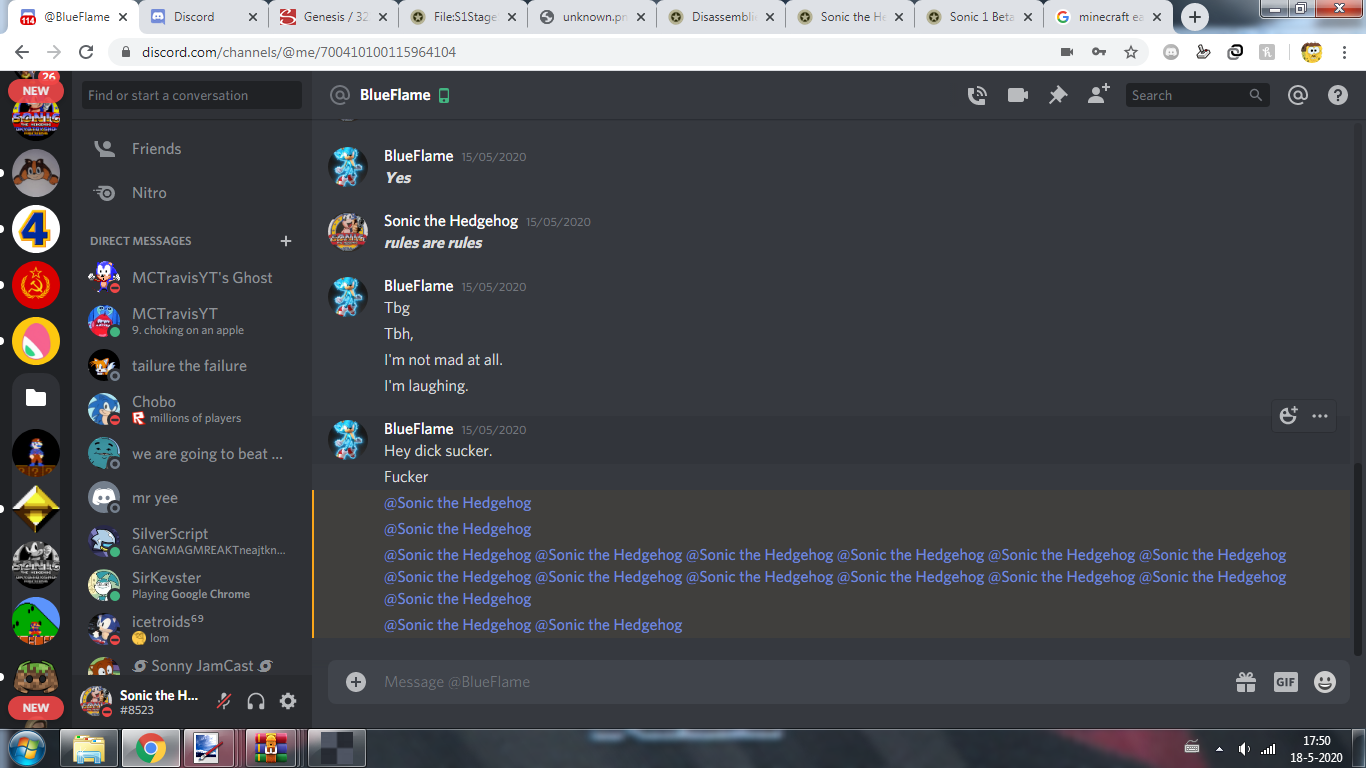 114
@BlueFlame
Discord
Genesis / 32
File:S1Stage
unknown.pn
Disassemblie
Sonic the He
Sonic 1 Beta
minecraft ea
discord.com/channels/@me/700410100115964104
26
NEW
Find or start a conversation
@ BlueFlame
Search
Friends
Nitro
DIRECT MESSAGES
MCTravisYT's Ghost
MCTravisYT
9. choking on an apple
tailure the failure
Chobo
millions of players
we are going to beat ...
mr yee
SilverScript
GANGMAGMREAKTneajtkn...
SirKevster
Playing Google Chrome
icetroids⁶⁹
lom
Sonny JamCast
4
NEW
Sonic the H...
#8523
BlueFlame 15/05/2020
Yes
Sonic the Hedgehog 15/05/2020
rules are rules
BlueFlame 15/05/2020
Tbg
Tbh,
I'm not mad at all.
I'm laughing.
BlueFlame 15/05/2020
Hey dick sucker.
Fucker
@Sonic the Hedgehog
@Sonic the Hedgehog
@Sonic the Hedgehog @Sonic the Hedgehog @Sonic the Hedgehog @Sonic the Hedgehog @Sonic the Hedgehog @Sonic the Hedgehog
@Sonic the Hedgehog @Sonic the Hedgehog @Sonic the Hedgehog @Sonic the Hedgehog @Sonic the Hedgehog @Sonic the Hedgehog
@Sonic the Hedgehog
@Sonic the Hedgehog @Sonic the Hedgehog
Message @BlueFlame
GIF
17:50
18-5-2020